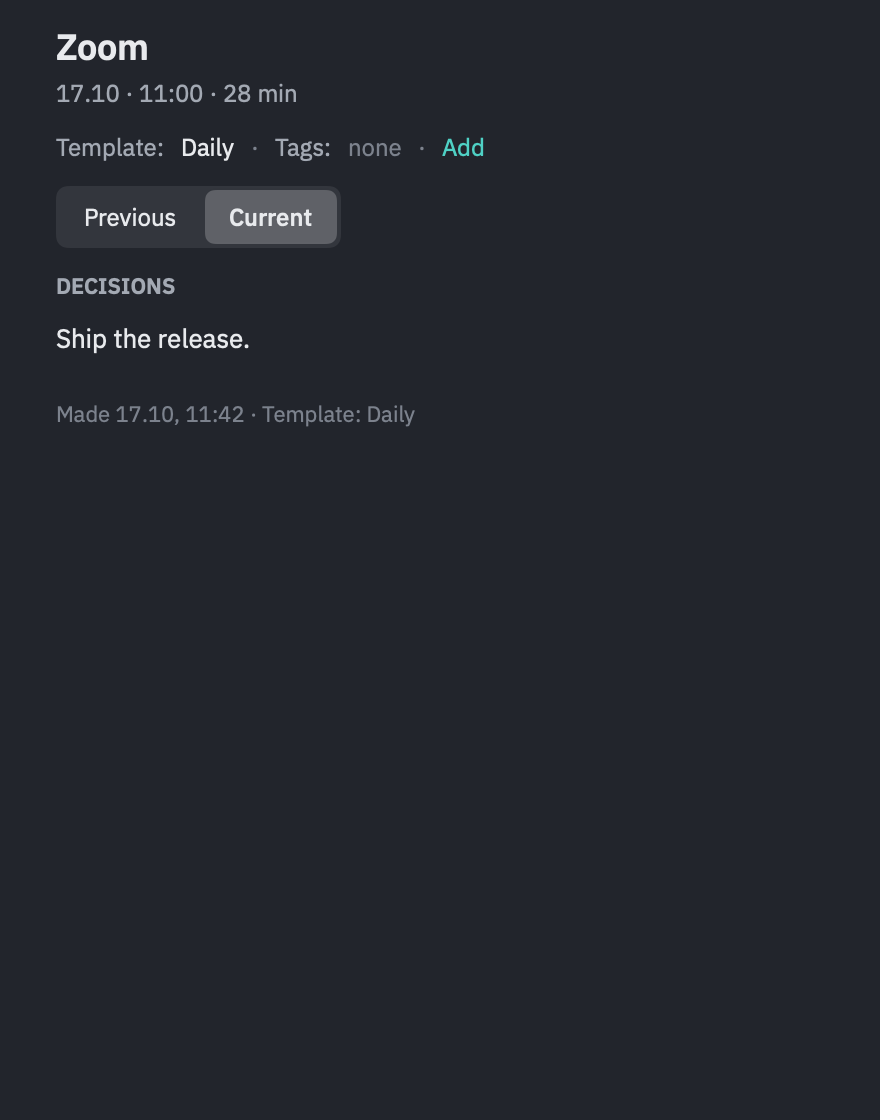 Zoom
17.10 · 11:00 · 28 min
Template: Daily · Tags: none · Add
Previous Current
DECISIONS
Ship the release.
Made 17.10, 11:42 · Template: Daily